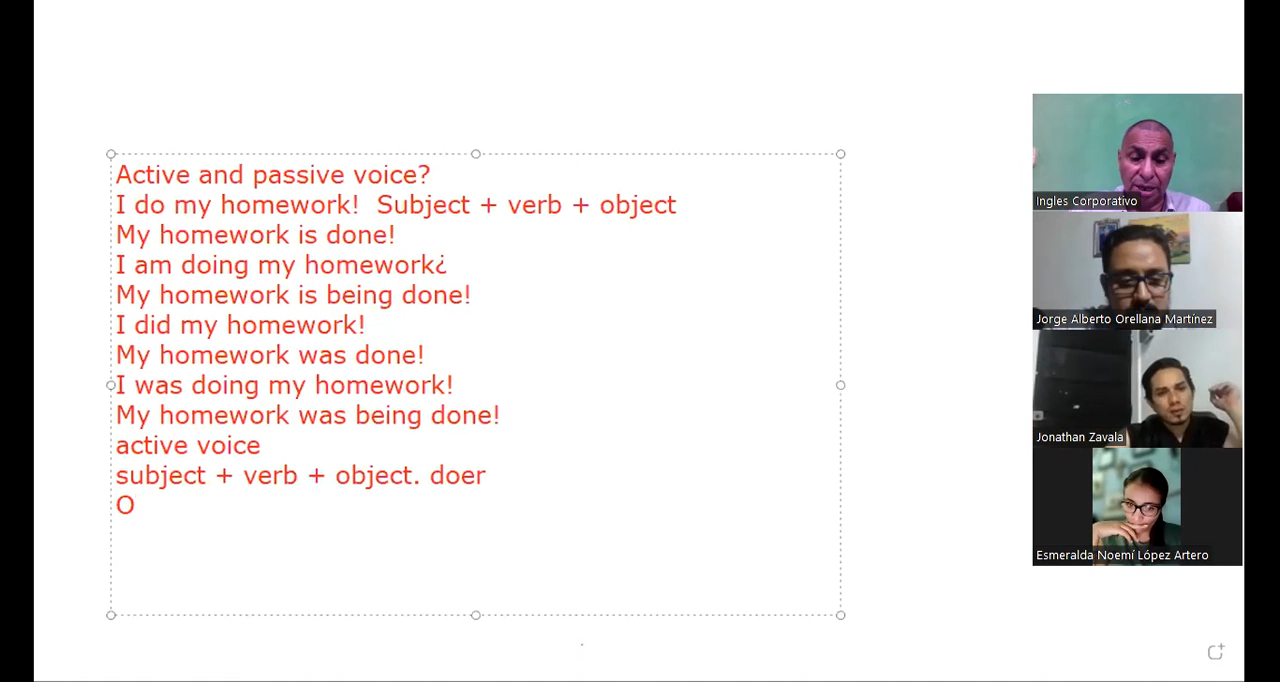 Active and passive voice?
I do my homework!  Subject + verb + object
My homework is done!
I am doing my homework¿
My homework is being done!
I did my homework!
My homework was done!
I was doing my homework!
My homework was being done!
active voice
subject + verb + object. doer
O
Ingles Corporativo
Jorge Alberto Orellana Martínez
Jonathan Zavala
Esmeralda Noemí López Artero